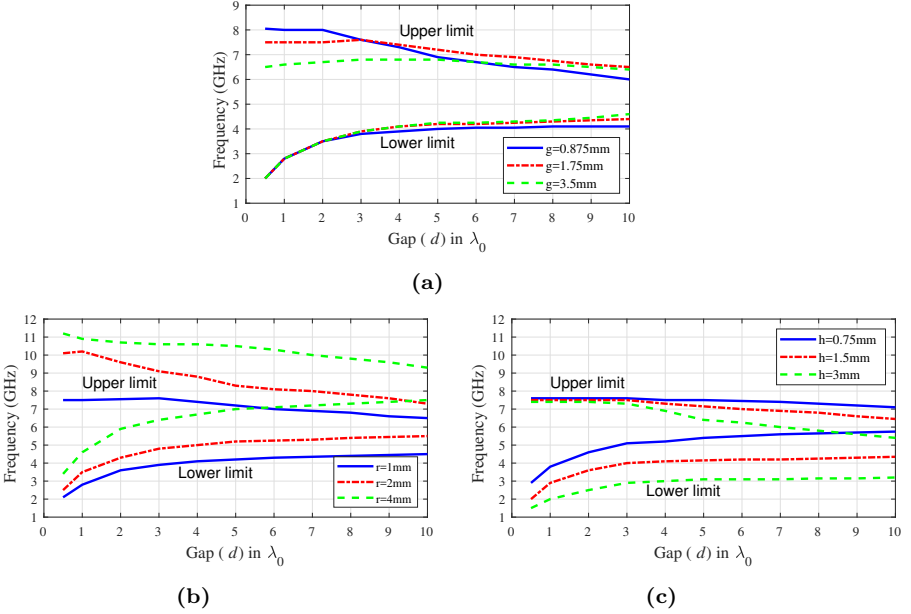 9
8
7
6
5
4
3
2
1
Frequency (GHz)
Upper limit
Lower limit
g=0.875mm
g=1.75mm
g=3.5mm
0 1 2 3 4 5 6 7 8 9 10
Gap (d) in λ0
(a)
12
11
10
9
8
7
6
5
4
3
2
1
Frequency (GHz)
Upper limit
Lower limit
r=1mm
r=2mm
r=4mm
0 1 2 3 4 5 6 7 8 9 10
Gap (d) in λ0
(b)
12
11
10
9
8
7
6
5
4
3
2
1
Frequency (GHz)
h=0.75mm
h=1.5mm
h=3mm
Upper limit
Lower limit
0 1 2 3 4 5 6 7 8 9 10
Gap (d) in λ0
(c)